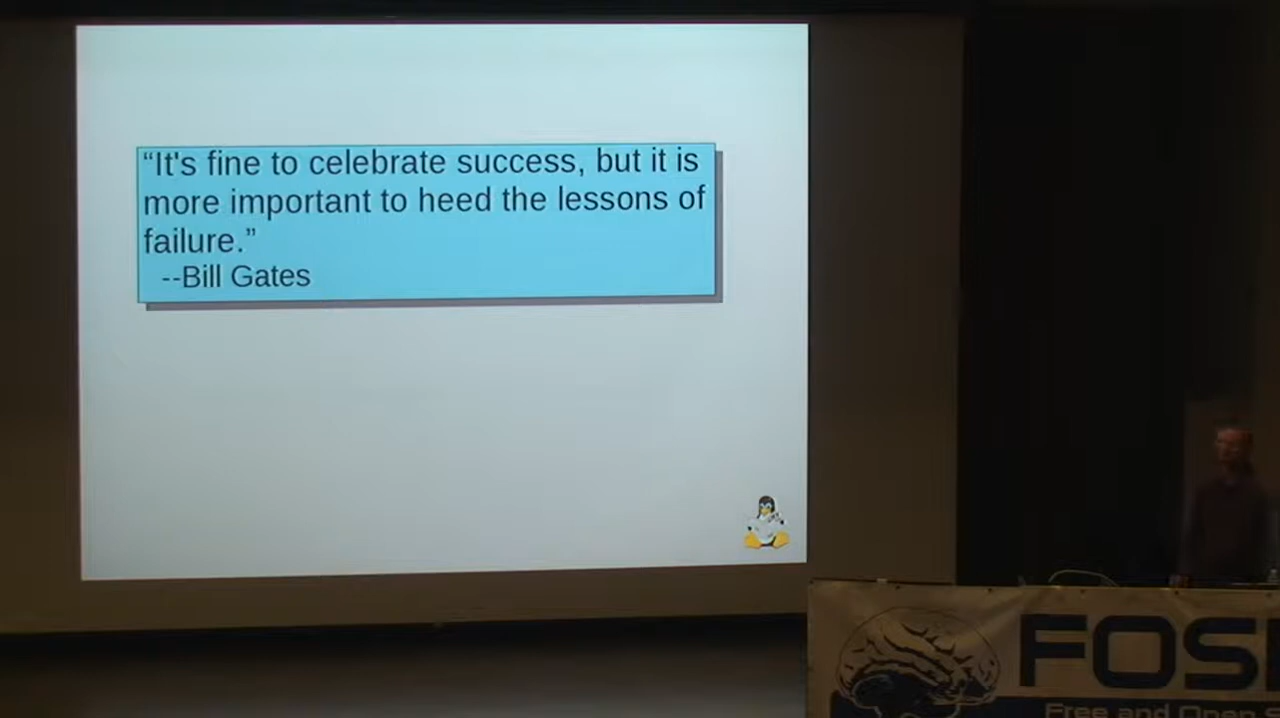 “It's fine to celebrate success, but it is
more important to heed the lessons of
failure.”
--Bill Gates
FOS
Free and Open